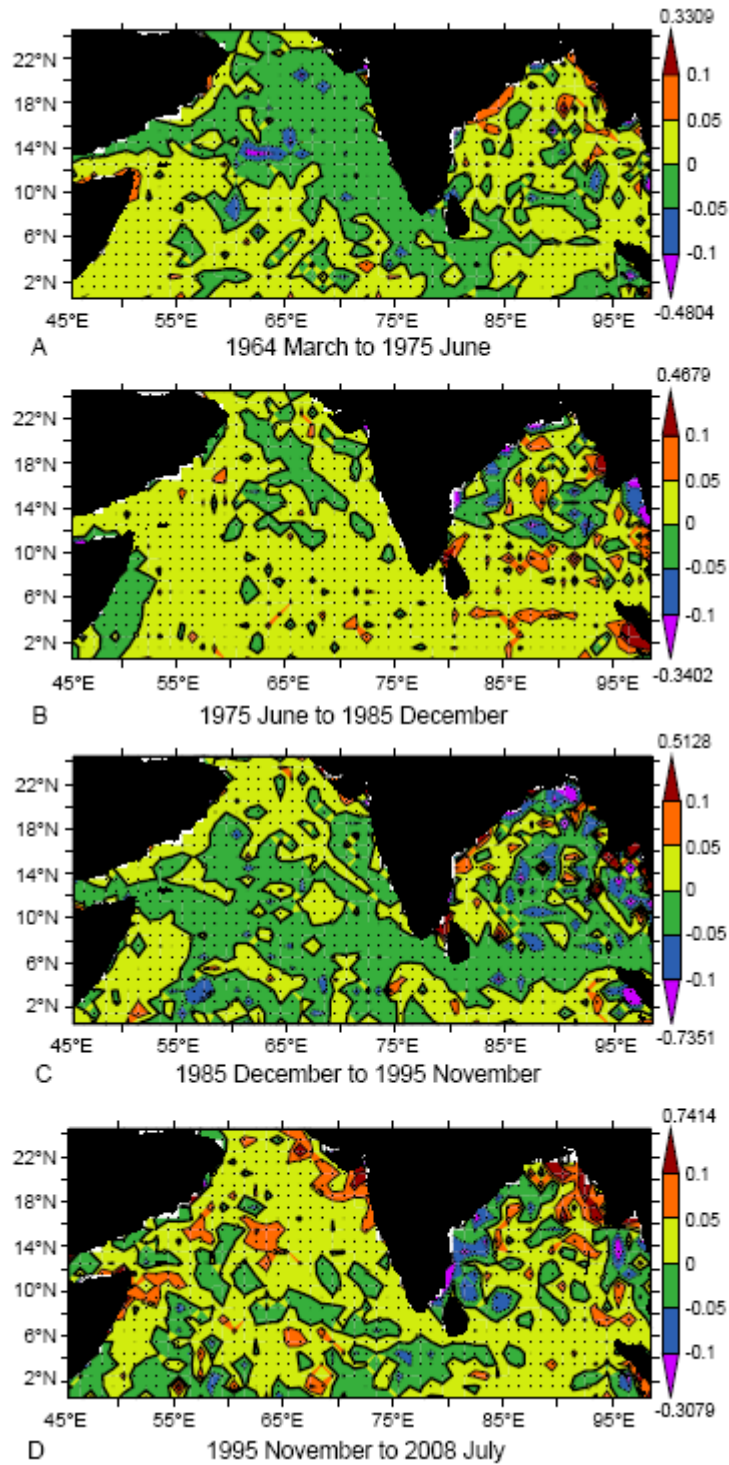 0.3309
22°N
0.1
18°N
0.05
14°N
0
10°N
-0.05
6°N
-0.1
2°N
-0.4804
45°E 55°E 65°E 75°E 85°E 95°E
A 1964 March to 1975 June
0.4679
22°N
0.1
18°N
0.05
14°N
0
10°N
-0.05
6°N
-0.1
2°N
-0.3402
45°E 55°E 65°E 75°E 85°E 95°E
B 1975 June to 1985 December
0.5128
22°N
0.1
18°N
0.05
14°N
0
10°N
-0.05
6°N
-0.1
2°N
-0.7351
45°E 55°E 65°E 75°E 85°E 95°E
C 1985 December to 1995 November
0.7414
22°N
0.1
18°N
0.05
14°N
0
10°N
-0.05
6°N
-0.1
2°N
-0.3079
45°E 55°E 65°E 75°E 85°E 95°E
D 1995 November to 2008 July